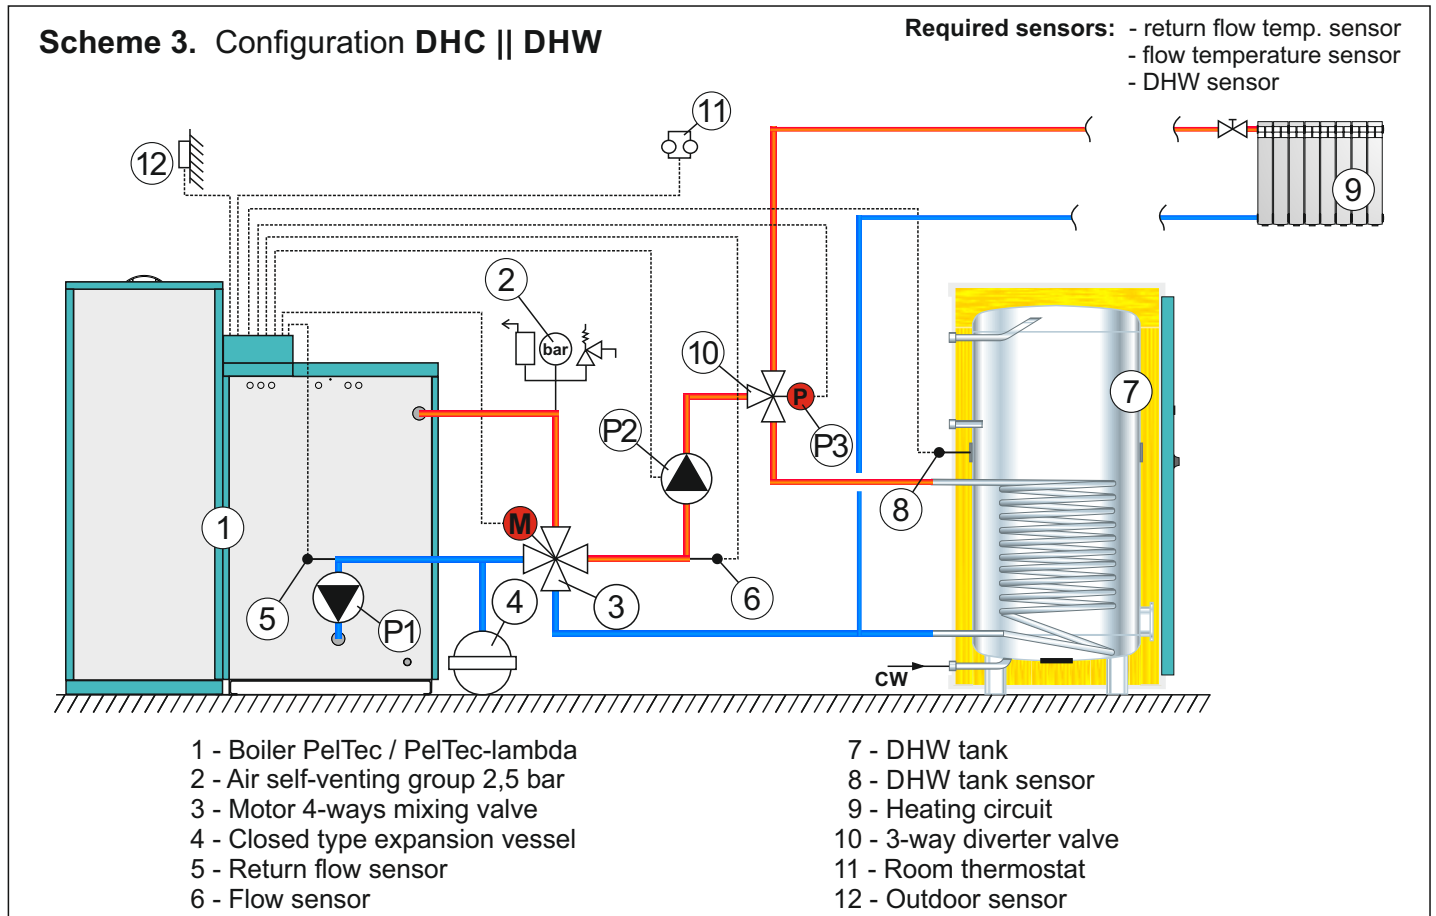 Scheme 3. Configuration DHC || DHW
Required sensors: - return flow temp. sensor
- flow temperature sensor
- DHW sensor
11
12
9
2
bar
10
7
P2
P
P3
8
1
M
5
P1
4
3
6
CW
1 - Boiler PelTec / PelTec-lambda
2 - Air self-venting group 2,5 bar
3 - Motor 4-ways mixing valve
4 - Closed type expansion vessel
5 - Return flow sensor
6 - Flow sensor
7 - DHW tank
8 - DHW tank sensor
9 - Heating circuit
10 - 3-way diverter valve
11 - Room thermostat
12 - Outdoor sensor